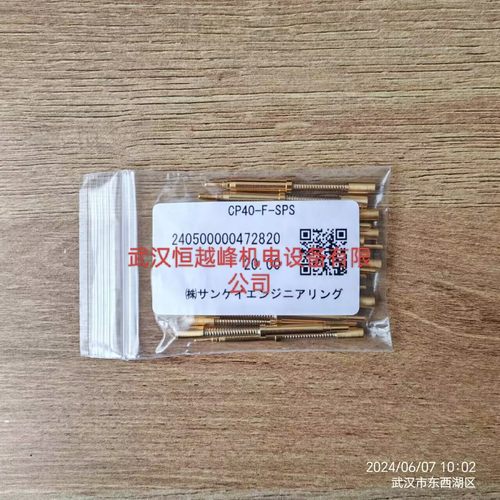 CP40-F-SPS
240500000472820
武汉恒越峰机电设备有限
公司
20.00
㈱サンケイエンジニアリング
2024/06/07 10:02
武汉市东西湖区